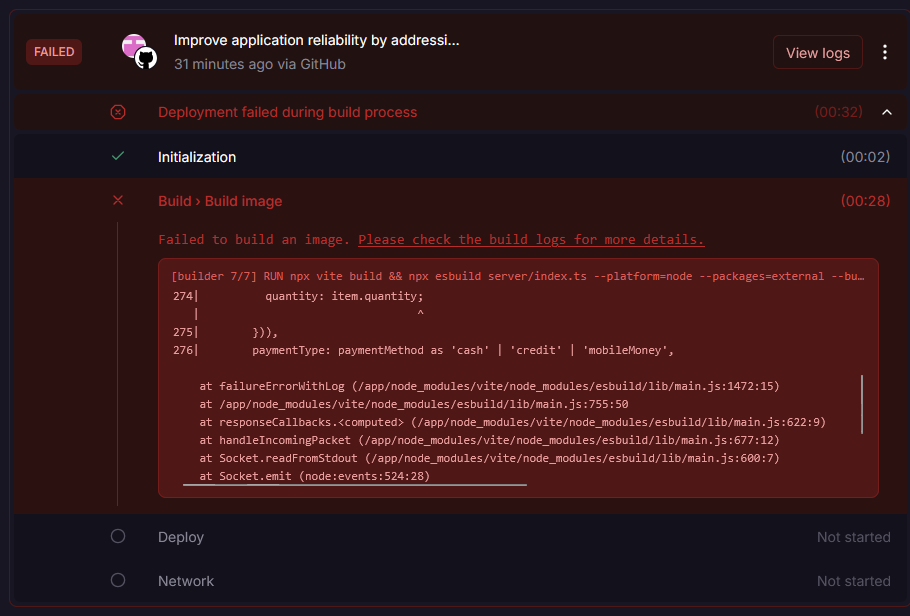 FAILED
Improve application reliability by addressi...
31 minutes ago via GitHub
View logs
Deployment failed during build process (00:32)
Initialization (00:02)
Build › Build image (00:28)
Failed to build an image. Please check the build logs for more details.
[builder 7/7] RUN npx vite build && npx esbuild server/index.ts --platform=node --packages=external --bu…
274|          quantity: item.quantity;
   |                                 ^
275|        })),
276|        paymentType: paymentMethod as 'cash' | 'credit' | 'mobileMoney',
at failureErrorWithLog (/app/node_modules/vite/node_modules/esbuild/lib/main.js:1472:15)
at /app/node_modules/vite/node_modules/esbuild/lib/main.js:755:50
at responseCallbacks.<computed> (/app/node_modules/vite/node_modules/esbuild/lib/main.js:622:9)
at handleIncomingPacket (/app/node_modules/vite/node_modules/esbuild/lib/main.js:677:12)
at Socket.readFromStdout (/app/node_modules/vite/node_modules/esbuild/lib/main.js:600:7)
at Socket.emit (node:events:524:28)
Deploy Not started
Network Not started